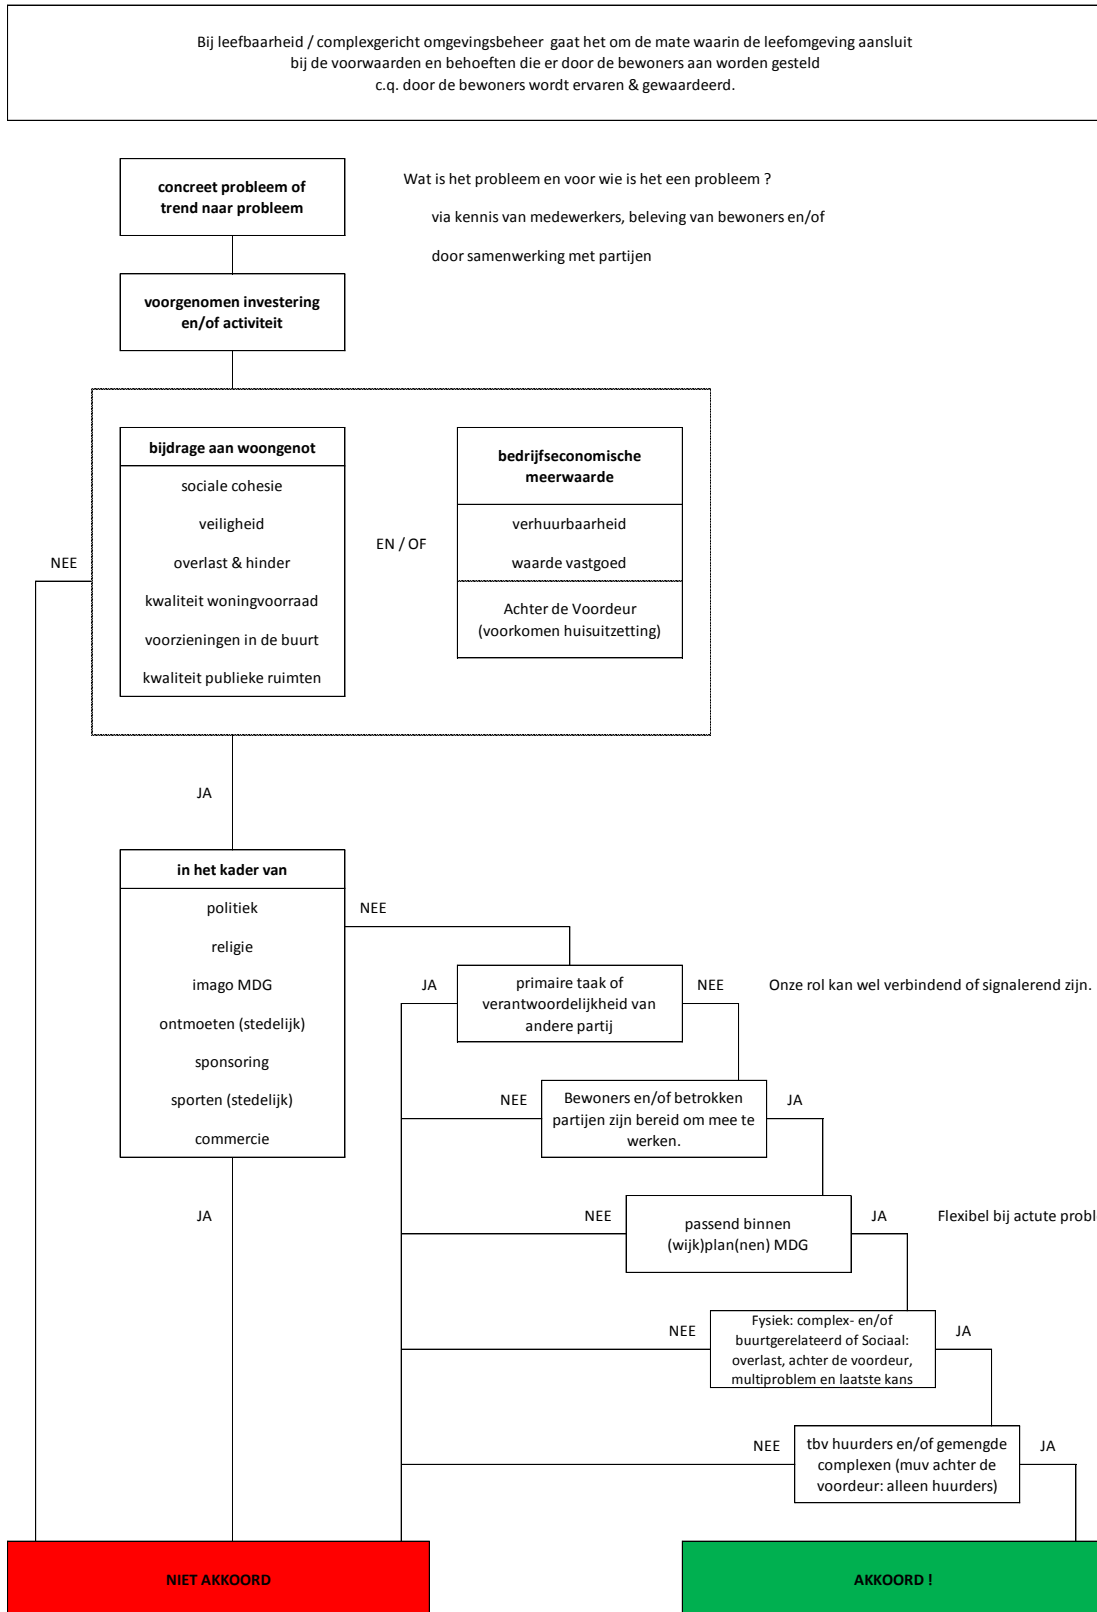 Bij leefbaarheid / complexgericht omgevingsbeheer gaat het om de mate waarin de leefomgeving aansluit
bij de voorwaarden en behoeften die er door de bewoners aan worden gesteld
c.q. door de bewoners wordt ervaren & gewaardeerd.
concreet probleem of
trend naar probleem
Wat is het probleem en voor wie is het een probleem ?
via kennis van medewerkers, beleving van bewoners en/of
door samenwerking met partijen
voorgenomen investering
en/of activiteit
bijdrage aan woongenot
sociale cohesie
veiligheid
overlast & hinder
kwaliteit woningvoorraad
voorzieningen in de buurt
kwaliteit publieke ruimten
EN / OF
bedrijfseconomische
meerwaarde
verhuurbaarheid
waarde vastgoed
Achter de Voordeur
(voorkomen huisuitzetting)
NEE
JA
in het kader van
politiek
religie
imago MDG
ontmoeten (stedelijk)
sponsoring
sporten (stedelijk)
commercie
NEE
JA
JA
primaire taak of
verantwoordelijkheid van
andere partij
NEE
Onze rol kan wel verbindend of signalerend zijn.
NEE
Bewoners en/of betrokken
partijen zijn bereid om mee te
werken.
JA
NEE
passend binnen
(wijk)plan(nen) MDG
JA
Flexibel bij actute proble
NEE
Fysiek: complex- en/of
buurtgerelateerd of Sociaal:
overlast, achter de voordeur,
multiproblem en laatste kans
JA
NEE
tbv huurders en/of gemengde
complexen (muv achter de
voordeur: alleen huurders)
JA
NIET AKKOORD
AKKOORD !